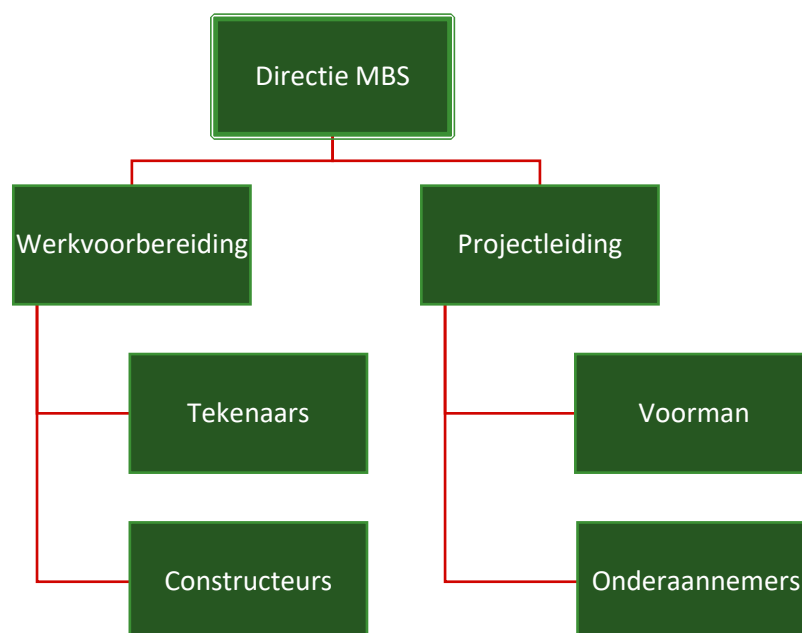 Directie MBS
Werkvoorbereiding
Projectleiding
Tekenaars
Voorman
Constructeurs
Onderaannemers